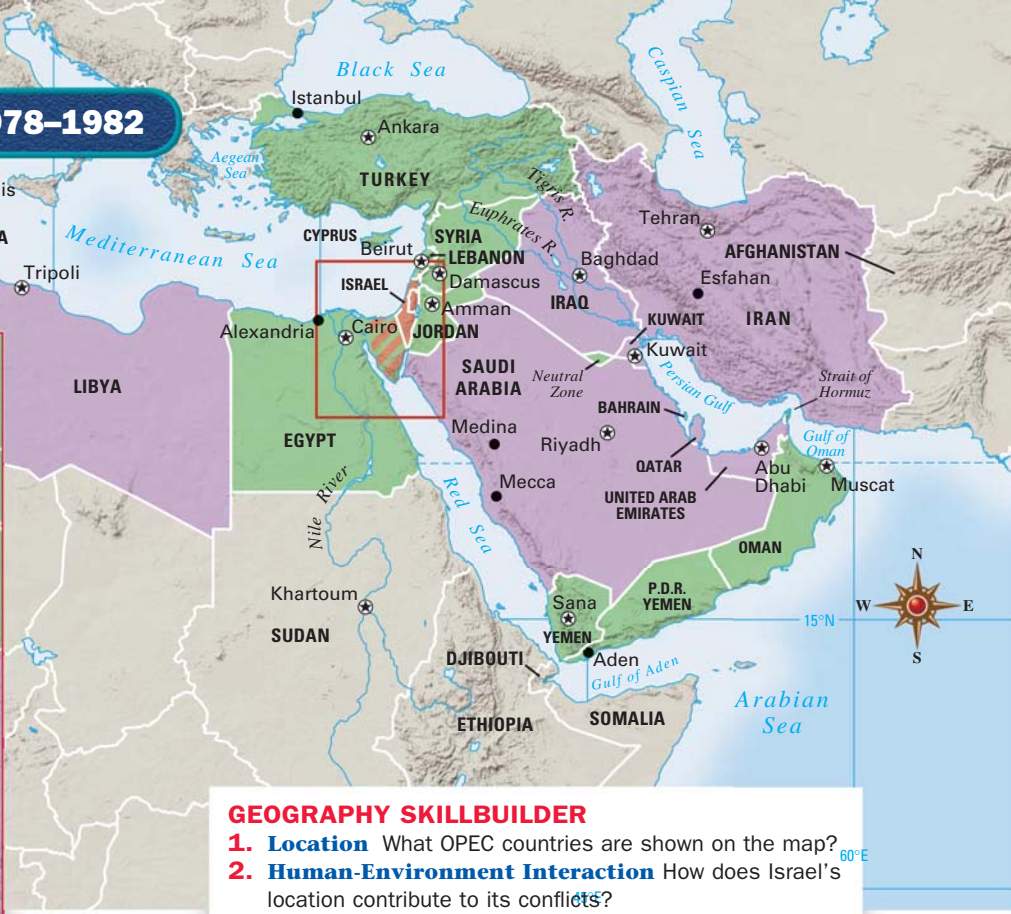 978–1982
Black Sea
Caspian
Sea
Istanbul
Ankara
Aegean
Sea
TURKEY
Tigris R.
is
Euphrates R.
Tehran
A
Mediterranean Sea
CYPRUS
Beirut
SYRIA
LEBANON
AFGHANISTAN
Baghdad
Tripoli
ISRAEL
Damascus
Esfahan
IRAQ
Amman
Alexandria
Cairo
JORDAN
KUWAIT
IRAN
Kuwait
LIBYA
SAUDI
ARABIA
Neutral
Zone
Persian Gulf
Strait of
Hormuz
BAHRAIN
Medina
Riyadh
EGYPT
Gulf of
Oman
QATAR
Abu
Dhabi
Muscat
Mecca
Red Sea
UNITED ARAB
EMIRATES
Nile River
OMAN
N
P.D.R.
YEMEN
Khartoum
Sana
W
E
15°N
SUDAN
YEMEN
S
DJIBOUTI
Aden
Gulf of Aden
Arabian
Sea
ETHIOPIA
SOMALIA
GEOGRAPHY SKILLBUILDER
1. Location What OPEC countries are shown on the map?
60°E
2. Human-Environment Interaction How does Israel's
location contribute to its conflicts?
45°E